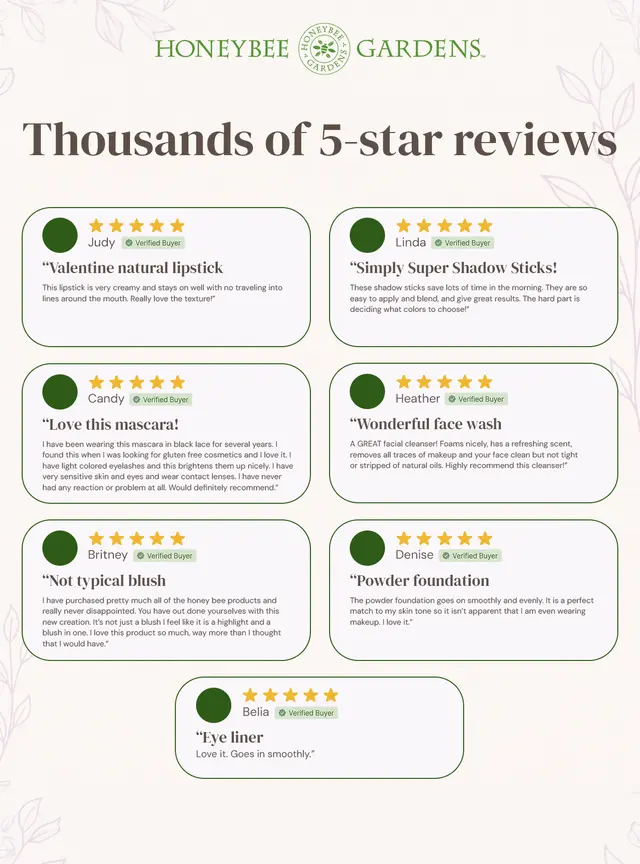 HONEYBEE GARDENS™
HONEYBEE
GARDENS
Thousands of 5-star reviews
Judy Verified Buyer
“Valentine natural lipstick
This lipstick is very creamy and stays on well with no traveling into
lines around the mouth. Really love the texture!”
Linda Verified Buyer
“Simply Super Shadow Sticks!
These shadow sticks save lots of time in the morning. They are so
easy to apply and blend, and give great results. The hard part is
deciding what colors to choose!”
Candy Verified Buyer
“Love this mascara!
I have been wearing this mascara in black lace for several years. I
found this when I was looking for gluten free cosmetics and I love it. I
have light colored eyelashes and this brightens them up nicely. I have
very sensitive skin and eyes and wear contact lenses. I have never
had any reaction or problem at all. Would definitely recommend.”
Heather Verified Buyer
“Wonderful face wash
A GREAT facial cleanser! Foams nicely, has a refreshing scent,
removes all traces of makeup and your face clean but not tight
or stripped of natural oils. Highly recommend this cleanser!”
Britney Verified Buyer
“Not typical blush
I have purchased pretty much all of the honey bee products and
really never disappointed. You have out done yourselves with this
new creation. It’s not just a blush I feel like it is a highlight and a
blush in one. I love this product so much, way more than I thought
that I would have.”
Denise Verified Buyer
“Powder foundation
The powder foundation goes on smoothly and evenly. It is a perfect
match to my skin tone so it isn’t apparent that I am even wearing
makeup. I love it.”
Belia Verified Buyer
“Eye liner
Love it. Goes in smoothly.”